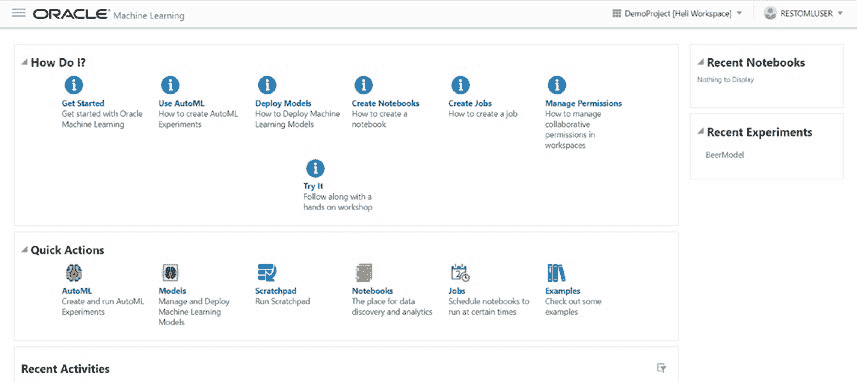 ORACLE Machine Learning
DemoProject [Heli Workspace]
RESTOMLUSER
How Do I?
Get Started
Get started with Oracle
Machine Learning
Use AutoML
How to create AutoML
Experiments
Deploy Models
How to Deploy Machine
Learning Models
Create Notebooks
How to create a
notebook
Create Jobs
How to create a job
Manage Permissions
How to manage
collaborative
permissions in
workspaces
Try It
Follow along with a
hands on workshop
Quick Actions
AutoML
Create and run AutoML
Experiments
Models
Manage and Deploy
Machine Learning
Models
Scratchpad
Run Scratchpad
Notebooks
The place for data
discovery and analytics
Jobs
Schedule notebooks to
run at certain times
Examples
Check out some
examples
Recent Activities
Recent Notebooks
Nothing to Display
Recent Experiments
BeerModel